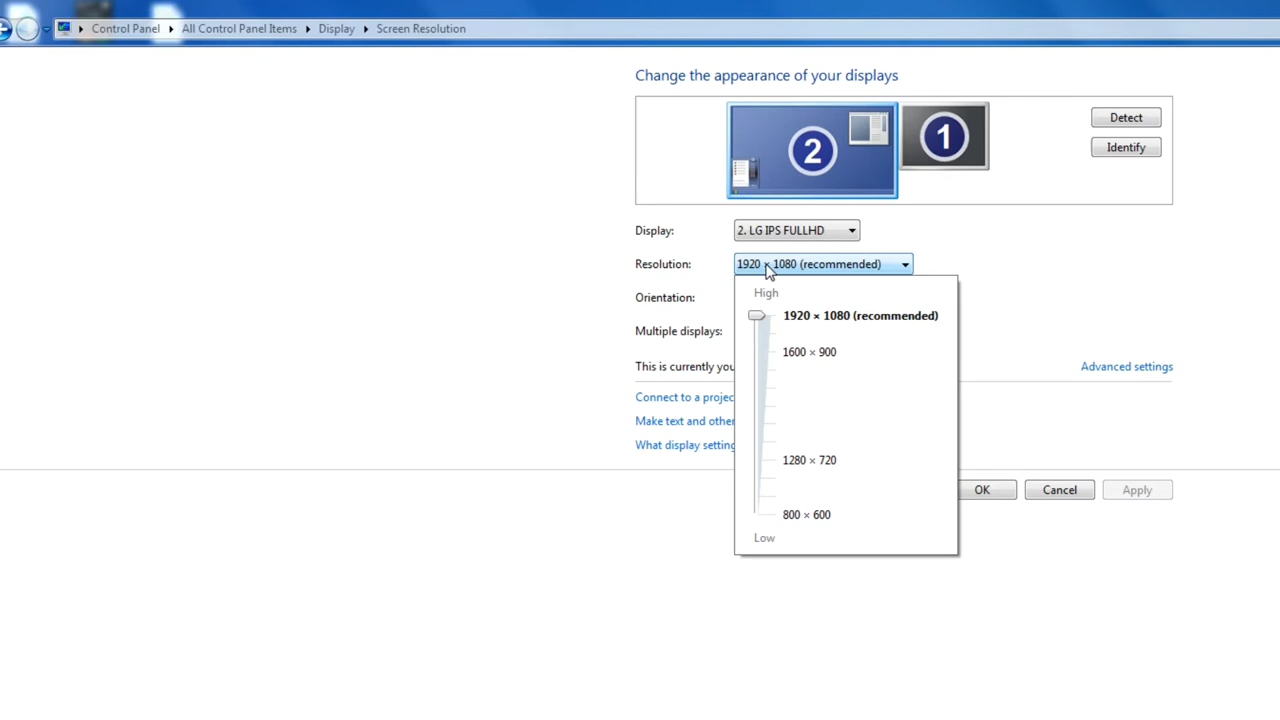 Control Panel
All Control Panel Items
Display
Screen Resolution
Change the appearance of your displays
2
1
Detect
Identify
Display:
2. LG IPS FULLHD
Resolution:
1920 × 1080 (recommended)
High
Orientation:
1920 × 1080 (recommended)
Multiple displays:
1600 × 900
This is currently you
Advanced settings
Connect to a projec
Make text and other
What display setting
1280 × 720
800 × 600
Low
OK
Cancel
Apply